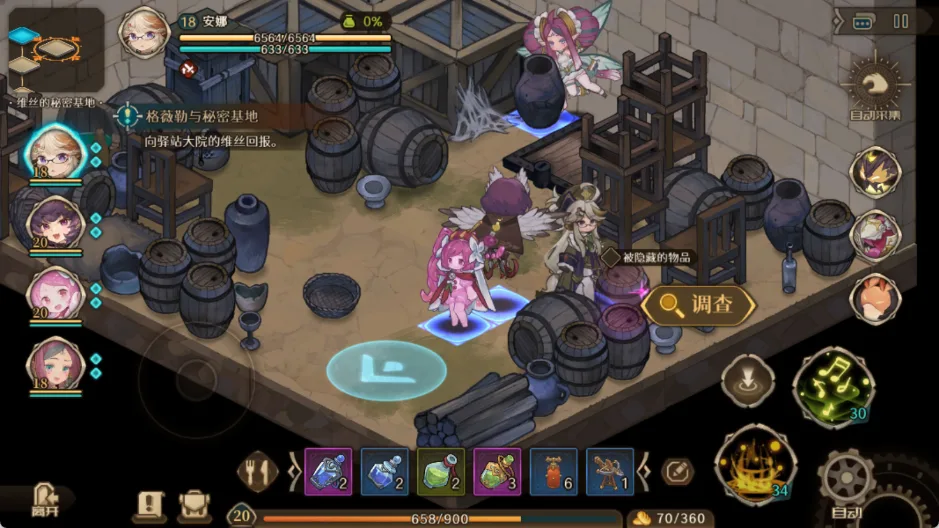 18 安娜
0%
6564/6564
633/633
维丝的秘密基地
格薇勒与秘密基地
向驿站大院的维丝回报。
自动采集
18
20
20
18
被隐藏的物品
调查
30
34
2
2
2
3
6
1
离开
20
658/900
70/360
自动